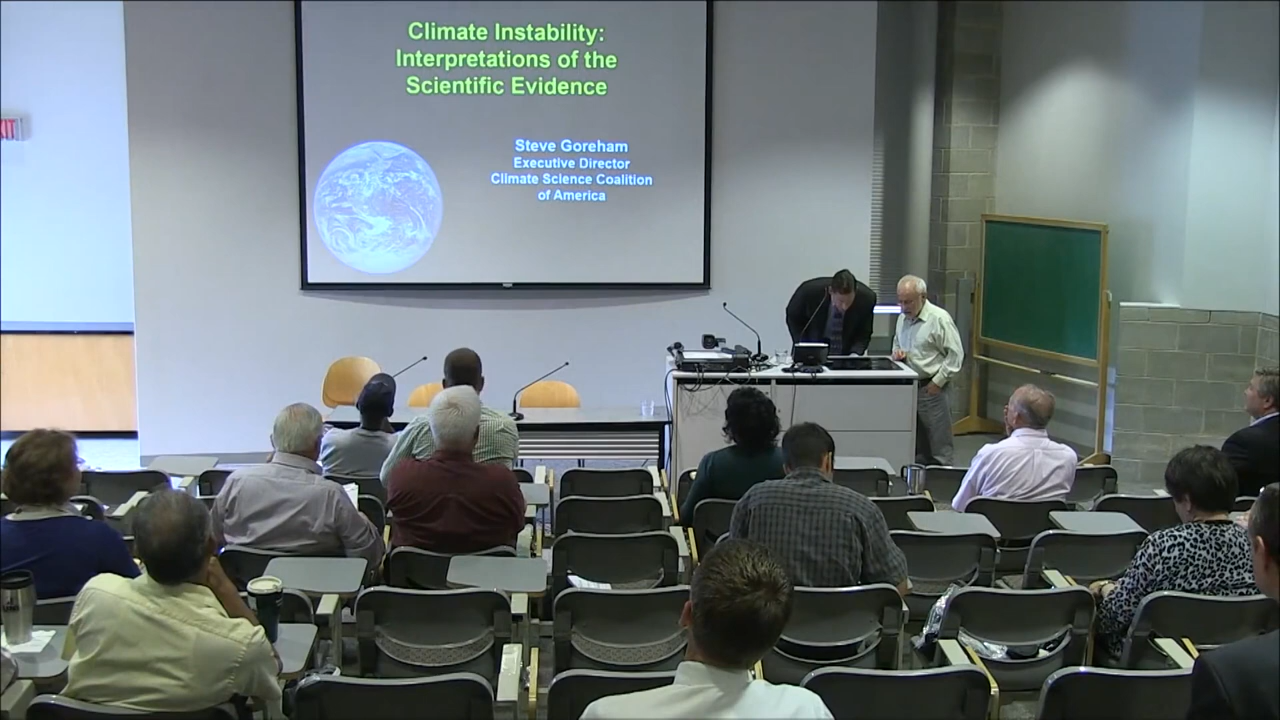 Climate Instability:
Interpretations of the
Scientific Evidence
Steve Goreham
Executive Director
Climate Science Coalition
of America